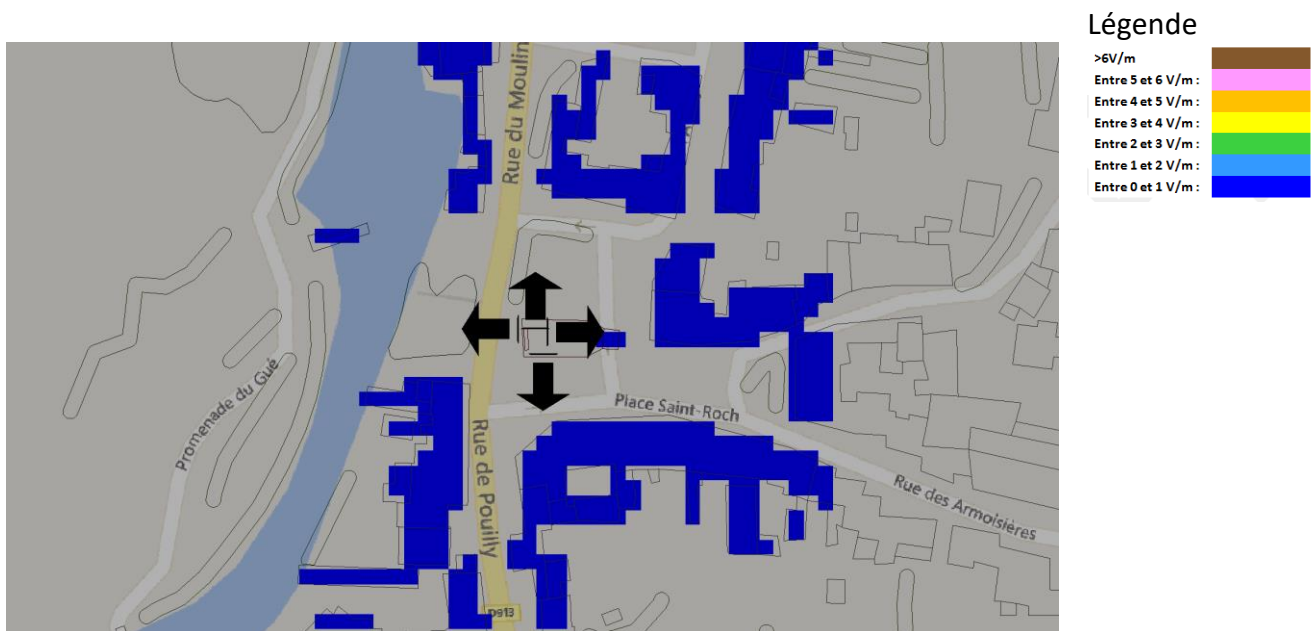 Légende
>6V/m
Entre 5 et 6 V/m :
Entre 4 et 5 V/m :
Entre 3 et 4 V/m :
Entre 2 et 3 V/m :
Entre 1 et 2 V/m :
Entre 0 et 1 V/m :
Rue du Moulin
Promenade du Gué
Place Saint-Roch
Rue de Pouilly
Rue des Armoisières
D913